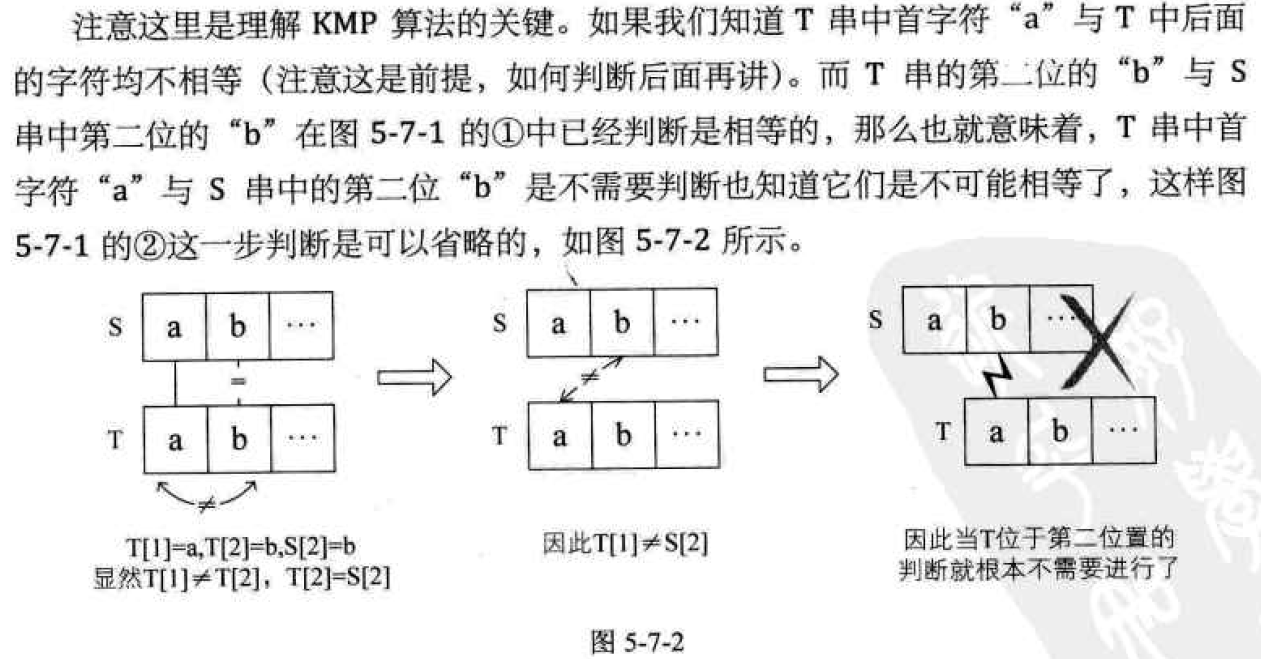 注意这里是理解 KMP 算法的关键。如果我们知道 T 串中首字符“a”与 T 中后面
的字符均不相等（注意这是前提，如何判断后面再讲）。而 T 串的第二位的“b”与 S
串中第二位的“b”在图 5-7-1 的①中已经判断是相等的，那么也就意味着，T 串中首
字符“a”与 S 串中的第二位“b”是不需要判断也知道它们是不可能相等了，这样图
5-7-1 的②这一步判断是可以省略的，如图 5-7-2 所示。
S a b …
=
T a b …
≠
T[1]=a,T[2]=b,S[2]=b
显然T[1]≠T[2]，T[2]=S[2]
S a b …
≠
T a b …
因此T[1]≠S[2]
S a b …
T a b …
因此当T位于第二位置的
判断就根本不需要进行了
图 5-7-2